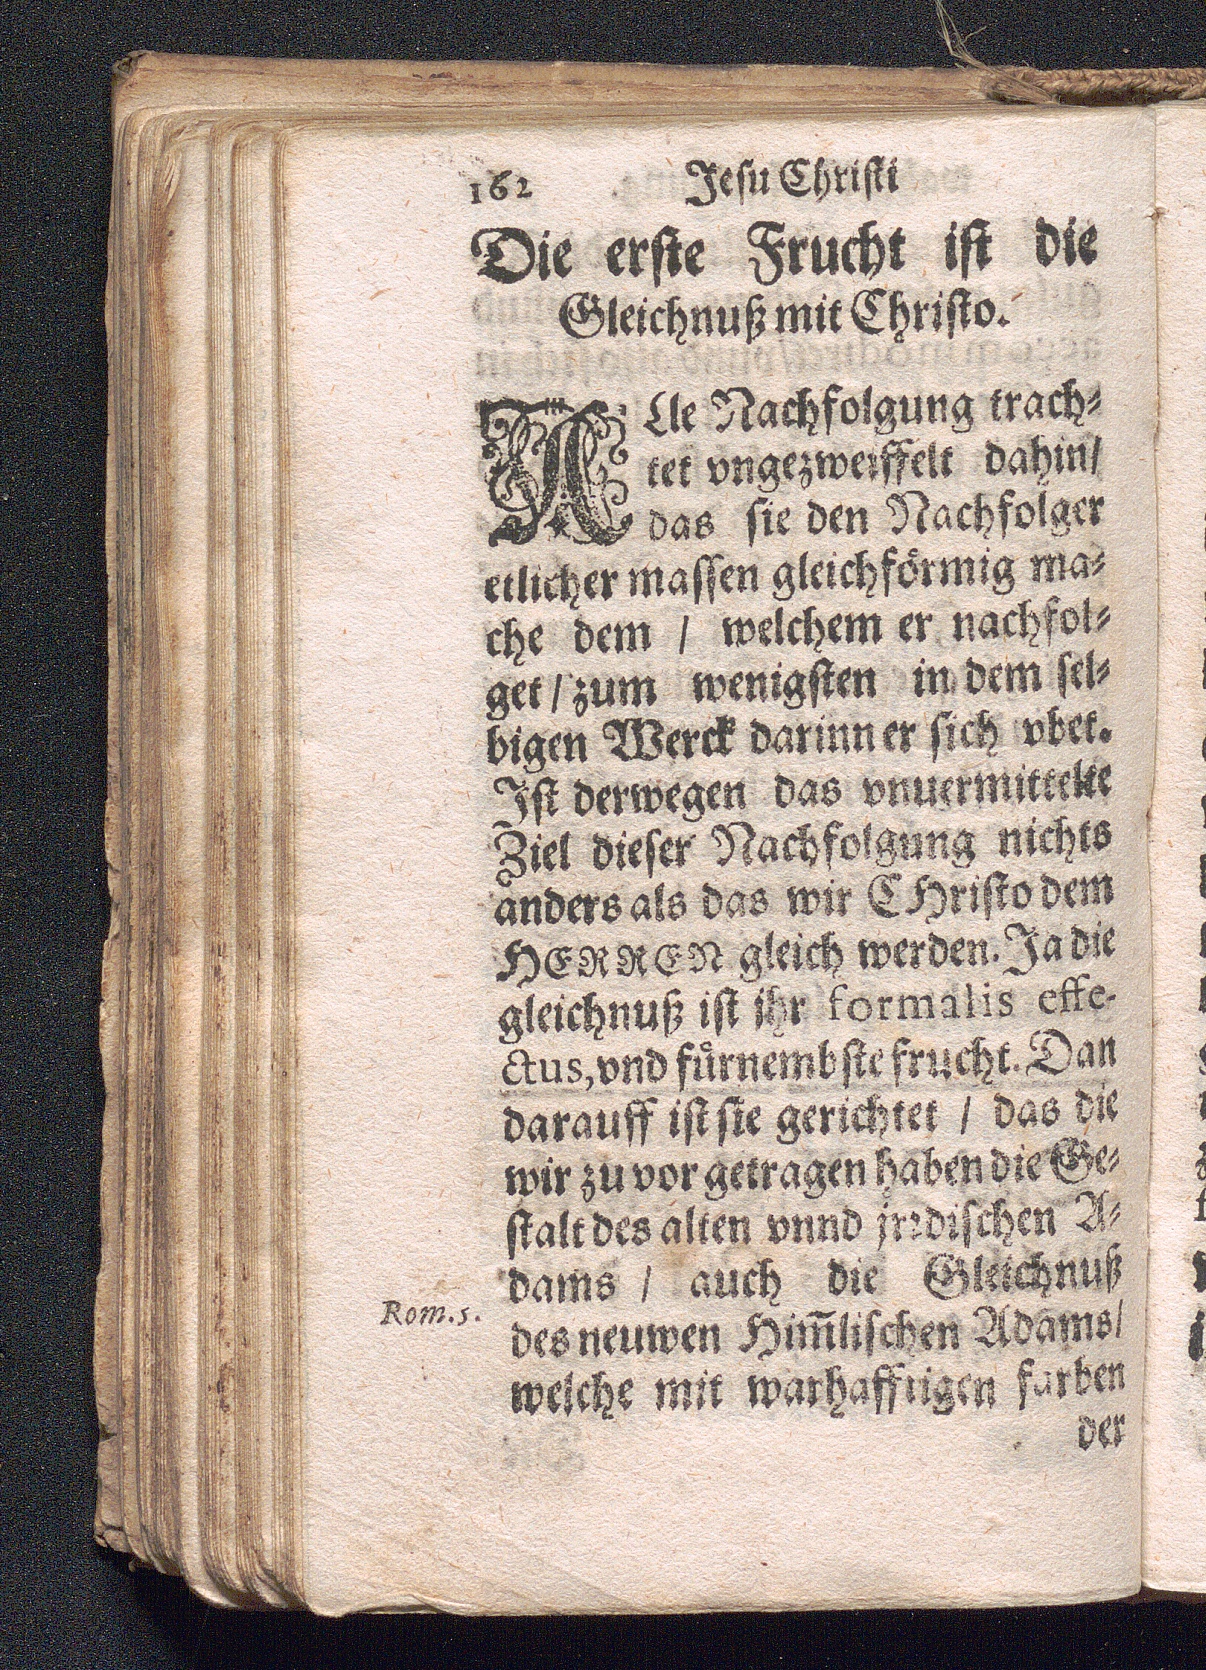 162 Jesu Christi
Die erste Frucht ist die
Gleichnuß mit Christo.
ALle Nachfolgung trach⸗
tet vngezweiffelt dahin/
das sie den Nachfolger
etlicher massen gleichförmig ma⸗
che dem / welchem er nachfol⸗
get / zum wenigsten in dem sel⸗
bigen Werck darinn er sich vbet.
Ist derwegen das vnuermittelte
Ziel dieser Nachfolgung nichts
anders als das wir CHristo dem
HERREN gleich werden. Ja die
gleichnuß ist ihr formalis effe-
ctus, vnd fürnembste frucht. Dan
darauff ist sie gerichtet / das die
wir zuvor getragen haben die Ge⸗
stalt des alten vnnd jrrdischen A⸗
dams / auch die Gleichnuß
Rom. 5.
des neuwen Him̃lischen Adams/
welche mit warhafftigen farben
der